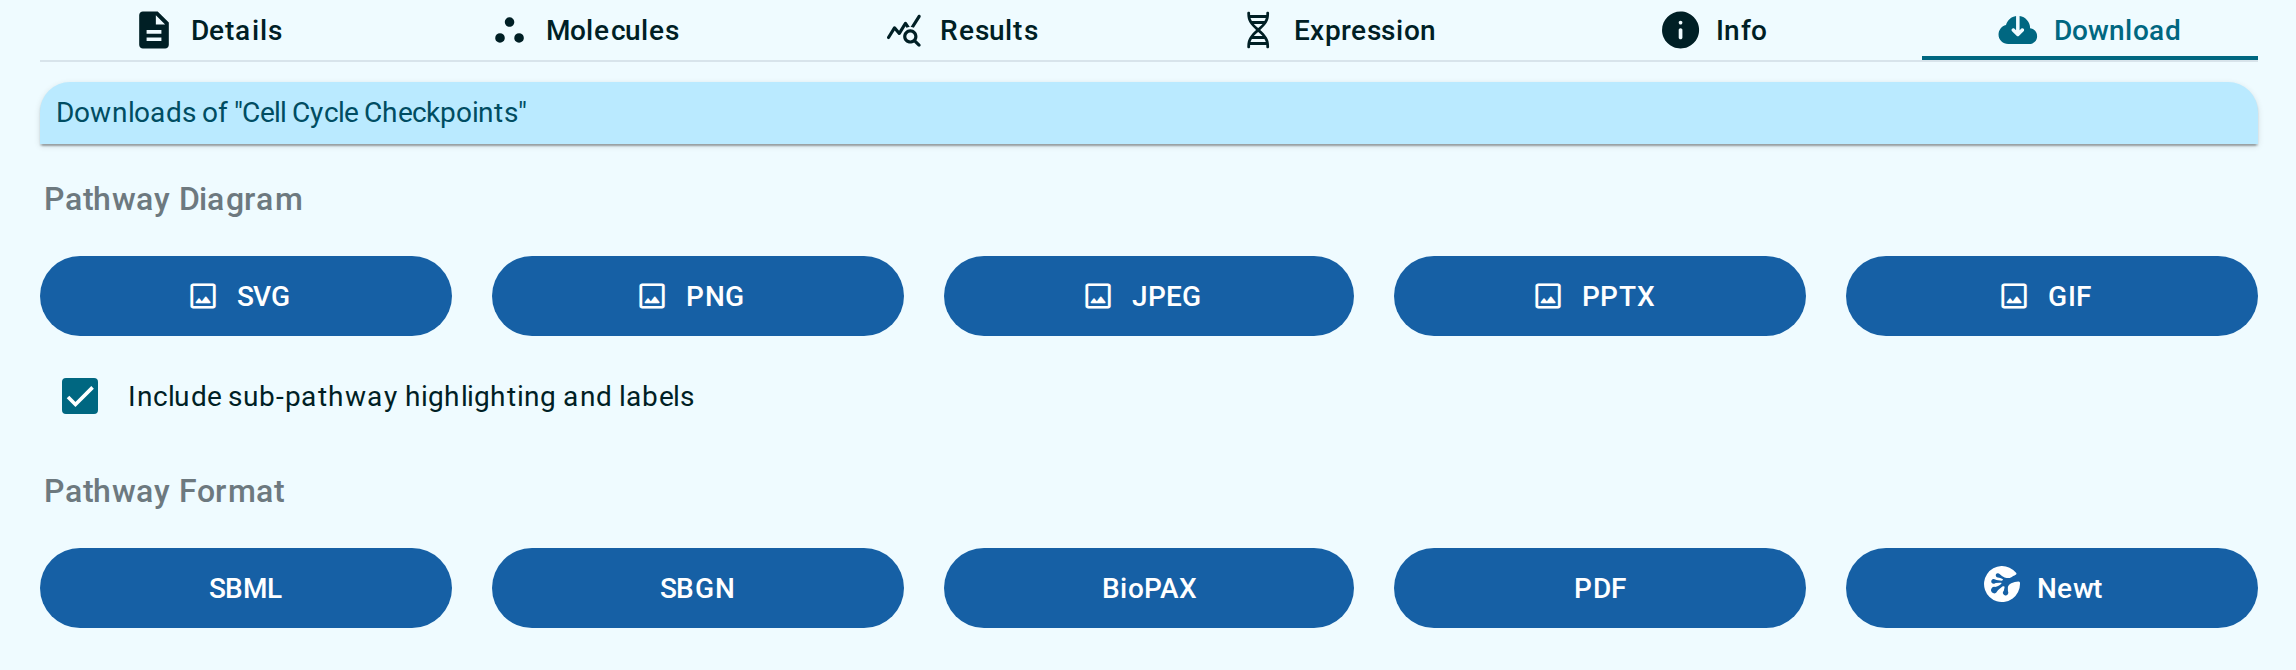 Details Molecules Results Expression Info Download
Downloads of "Cell Cycle Checkpoints"
Pathway Diagram
SVG PNG JPEG PPTX GIF
Include sub-pathway highlighting and labels
Pathway Format
SBML SBGN BioPAX PDF Newt